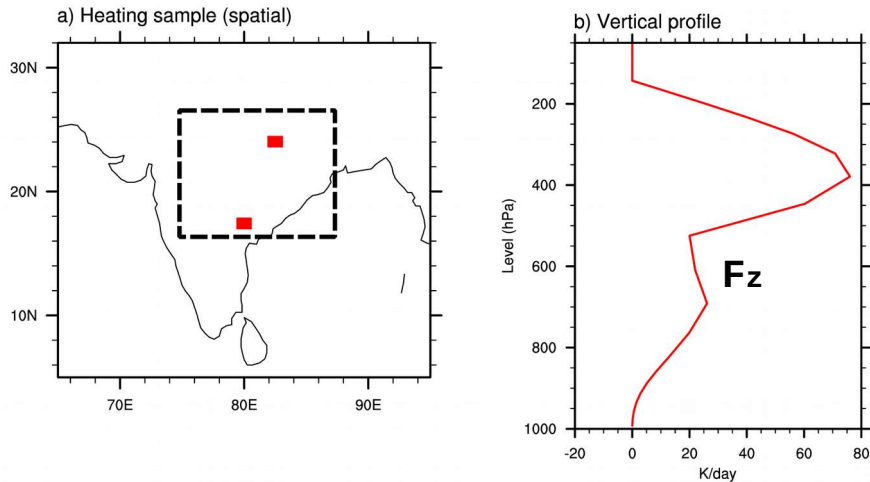 a) Heating sample (spatial)
30N
20N
10N
70E
80E
90E
b) Vertical profile
Level (hPa)
200
400
600
800
1000
Fz
-20
0
20
40
60
80
K/day